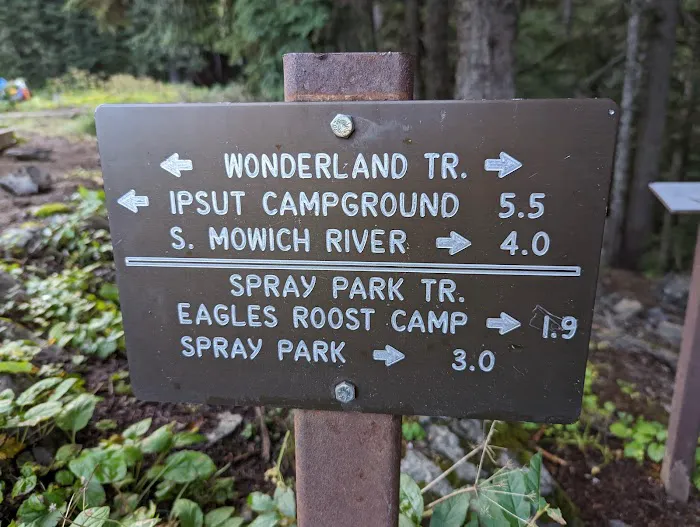 ← WONDERLAND TR. →
← IPSUT CAMPGROUND 5.5
S. MOWICH RIVER → 4.0
SPRAY PARK TR.
EAGLES ROOST CAMP → 1.9
SPRAY PARK → 3.0